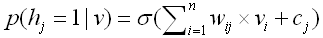 p(h_j = 1 | v) = σ(∑_{i=1}^{n} w_{ij} × v_i + c_j)